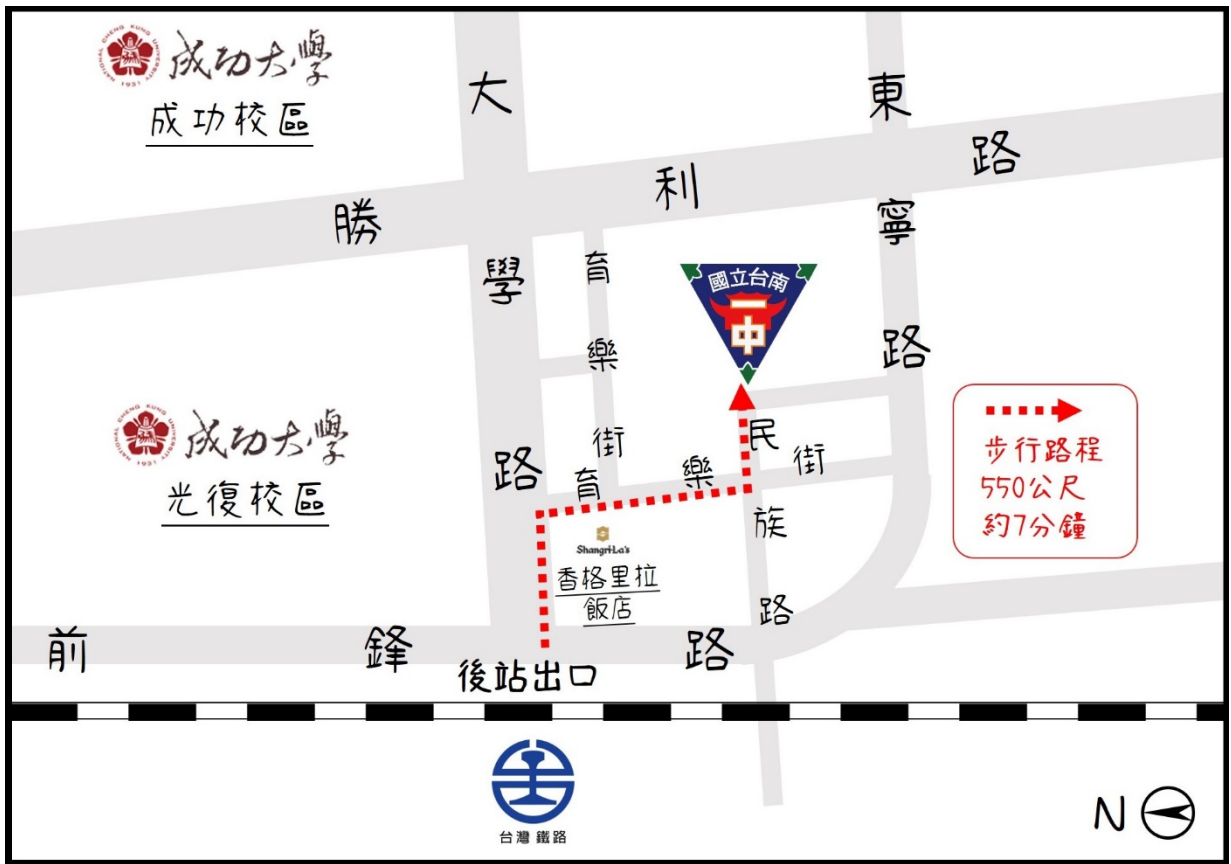 成功大學
成功校區
大學路
東寧路
勝利路
育樂街
國立台南
一中
成功大學
光復校區
育樂街
民族路
步行路程
550公尺
約7分鐘
Shangri-La's
香格里拉
飯店
前鋒路
後站出口
台灣鐵路
N